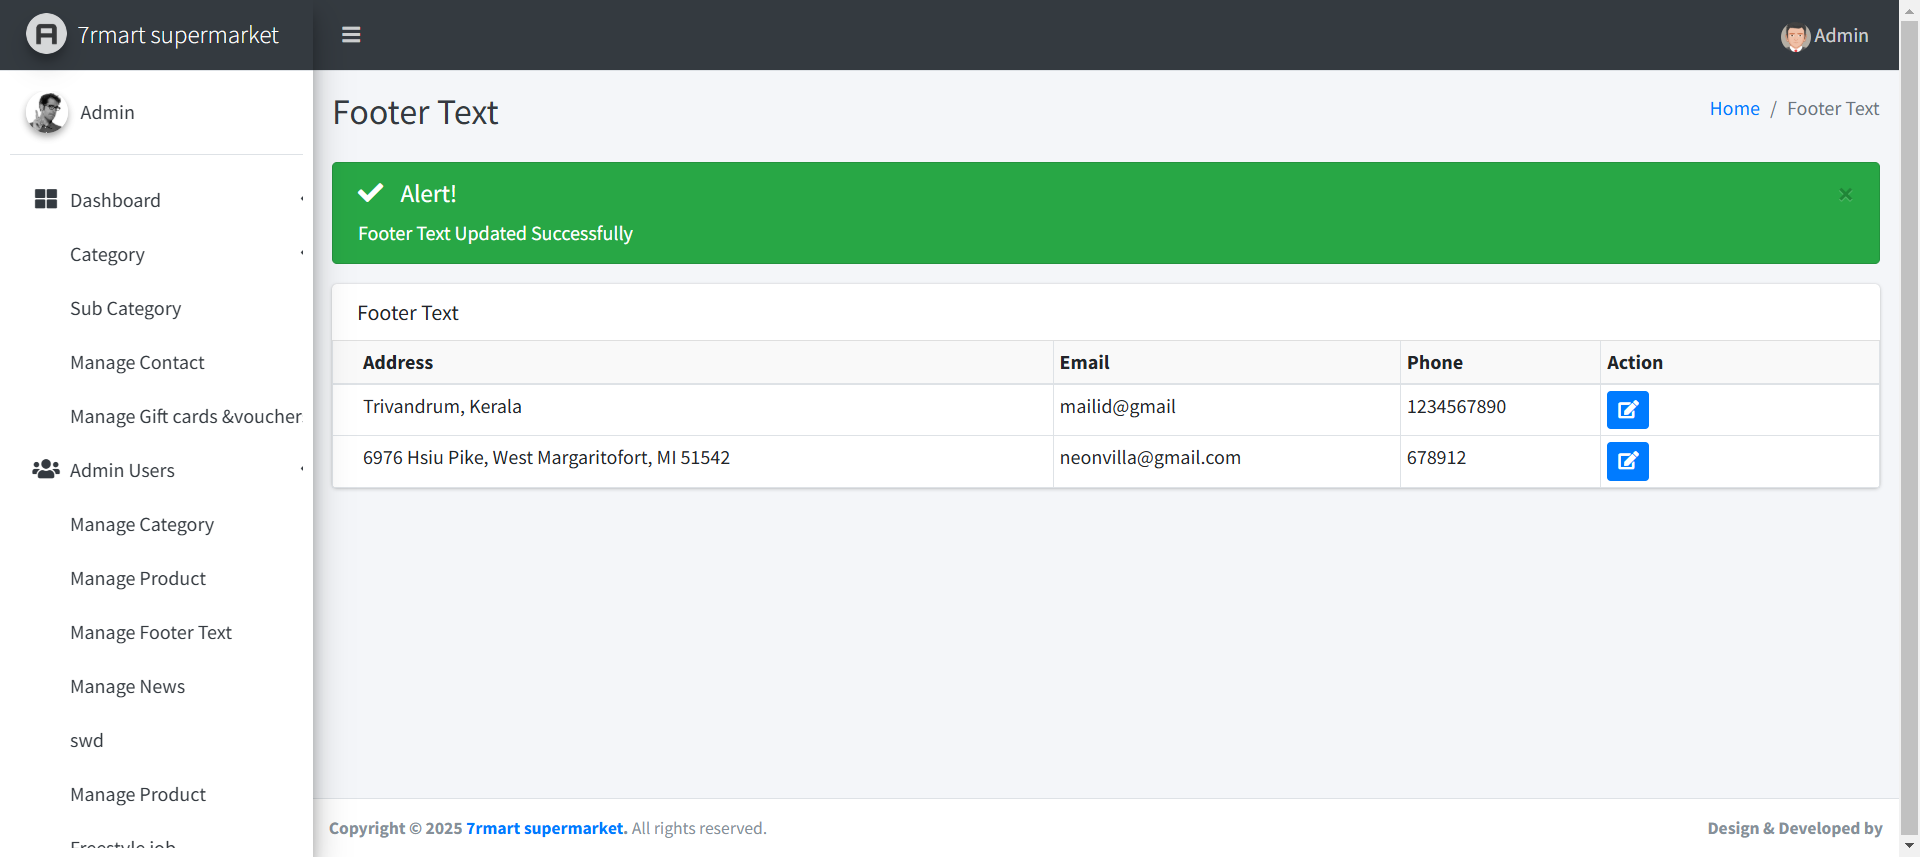 7rmart supermarket
Admin
Admin
Dashboard
Category
Sub Category
Manage Contact
Manage Gift cards &voucher
Admin Users
Manage Category
Manage Product
Manage Footer Text
Manage News
swd
Manage Product
Freestyle job
Footer Text
Home / Footer Text
Alert!
×
Footer Text Updated Successfully
Footer Text
Address Email Phone Action
Trivandrum, Kerala mailid@gmail 1234567890
6976 Hsiu Pike, West Margaritofort, MI 51542 neonvilla@gmail.com 678912
Copyright © 2025 7rmart supermarket. All rights reserved.
Design & Developed by